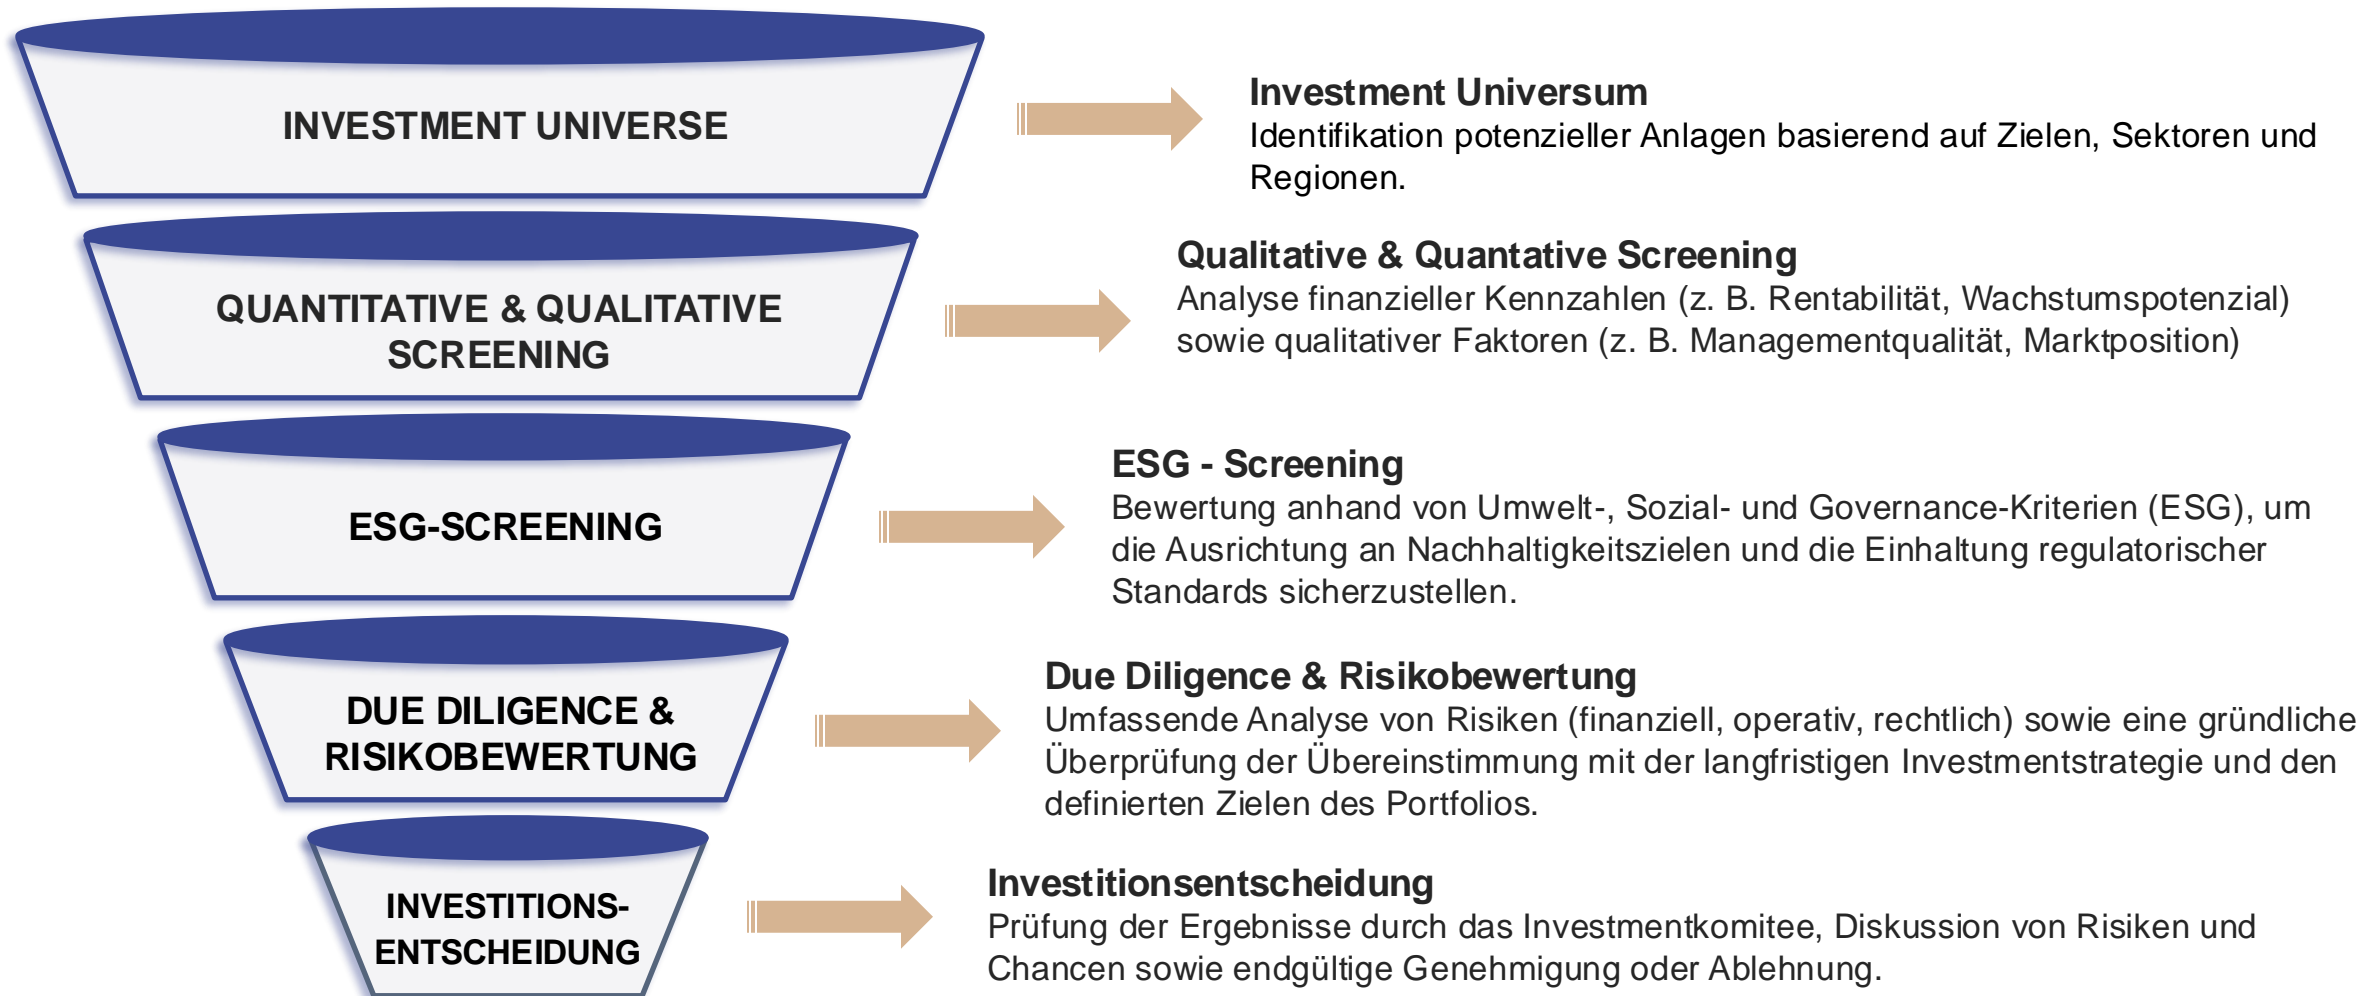 INVESTMENT UNIVERSE
Investment Universum
Identifikation potenzieller Anlagen basierend auf Zielen, Sektoren und
Regionen.
QUANTITATIVE & QUALITATIVE
SCREENING
Qualitative & Quantative Screening
Analyse finanzieller Kennzahlen (z. B. Rentabilität, Wachstumspotenzial)
sowie qualitativer Faktoren (z. B. Managementqualität, Marktposition)
ESG-SCREENING
ESG - Screening
Bewertung anhand von Umwelt-, Sozial- und Governance-Kriterien (ESG), um
die Ausrichtung an Nachhaltigkeitszielen und die Einhaltung regulatorischer
Standards sicherzustellen.
DUE DILIGENCE &
RISIKOBEWERTUNG
Due Diligence & Risikobewertung
Umfassende Analyse von Risiken (finanziell, operativ, rechtlich) sowie eine gründliche
Überprüfung der Übereinstimmung mit der langfristigen Investmentstrategie und den
definierten Zielen des Portfolios.
INVESTITIONS-
ENTSCHEIDUNG
Investitionsentscheidung
Prüfung der Ergebnisse durch das Investmentkomitee, Diskussion von Risiken und
Chancen sowie endgültige Genehmigung oder Ablehnung.